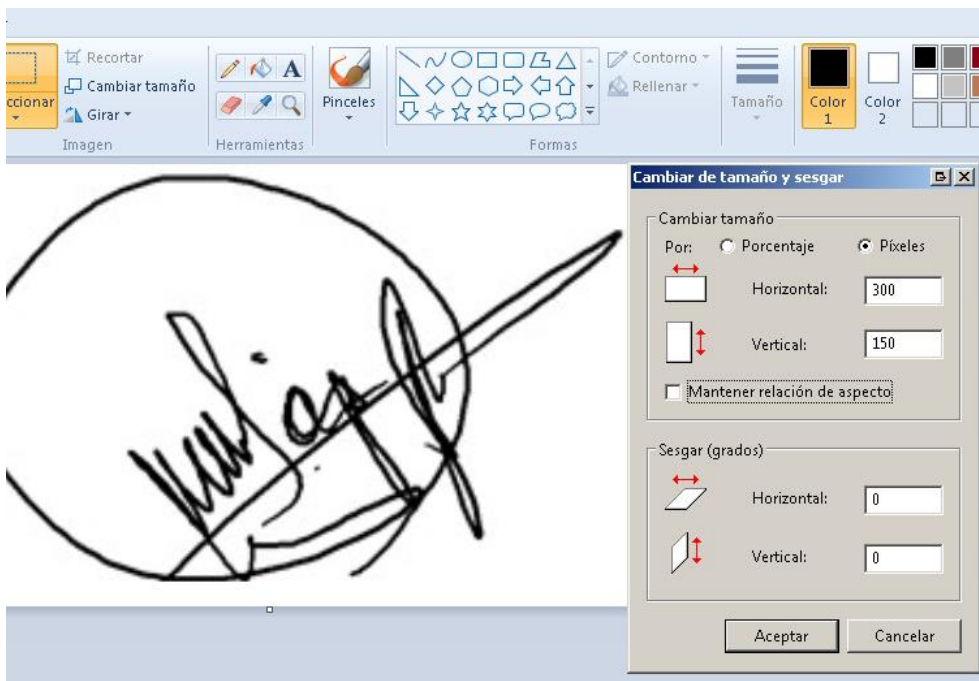 Recortar
Cambiar tamaño
Girar
ccionar
Imagen
A
Herramientas
Pinceles
Formas
Contorno
Rellenar
Tamaño
Color
1
Color
2
Cambiar de tamaño y sesgar
Cambiar tamaño
Por: Porcentaje Píxeles
Horizontal: 300
Vertical: 150
Mantener relación de aspecto
Sesgar (grados)
Horizontal: 0
Vertical: 0
Aceptar Cancelar